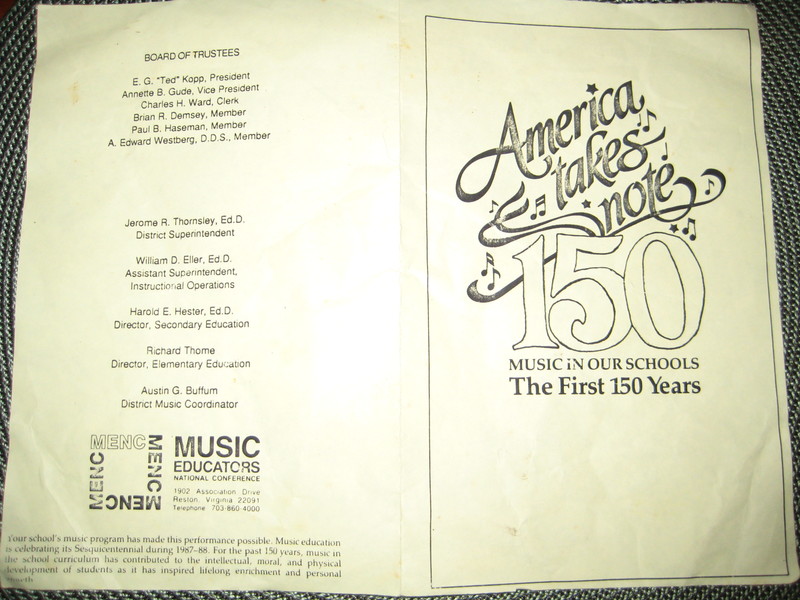 BOARD OF TRUSTEES
E. G. "Ted" Kopp, President
Annette B. Gude, Vice President
Charles H. Ward, Clerk
Brian R. Demsey, Member
Paul B. Haseman, Member
A. Edward Westberg, D.D.S., Member
Jerome R. Thornsley, Ed.D.
District Superintendent
William D. Eller, Ed.D.
Assistant Superintendent,
Instructional Operations
Harold E. Hester, Ed.D.
Director, Secondary Education
Richard Thome
Director, Elementary Education
Austin G. Buffum
District Music Coordinator
MENC
MENC
MENC
MENC
MUSIC
EDUCATORS
NATIONAL CONFERENCE
1902 Association Drive
Reston, Virginia 22091
Telephone 703-860-4000
Your school's music program has made this performance possible. Music education
is celebrating its Sesquicentennial during 1987-88. For the past 150 years, music in
the school curriculum has contributed to the intellectual, moral, and physical
development of students as it has inspired lifelong enrichment and personal
growth.
America
takes
note
150
MUSIC iN OUR SCHOOLS
The First 150 Years